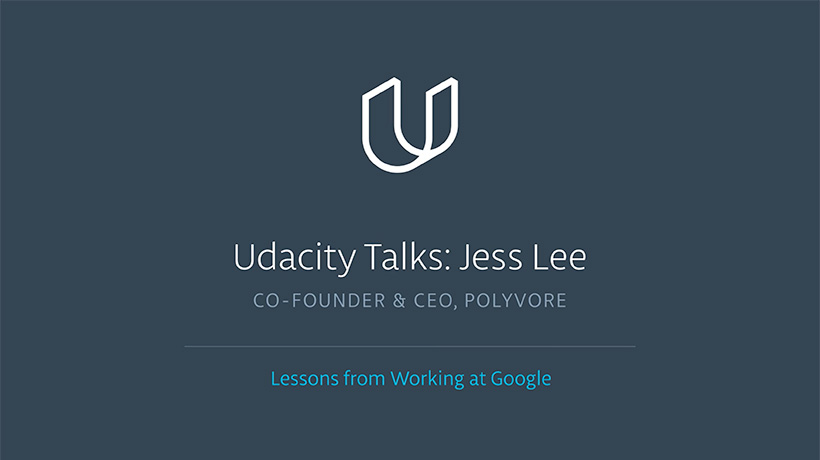 Udacity Talks: Jess Lee
CO-FOUNDER & CEO, POLYVORE
Lessons from Working at Google